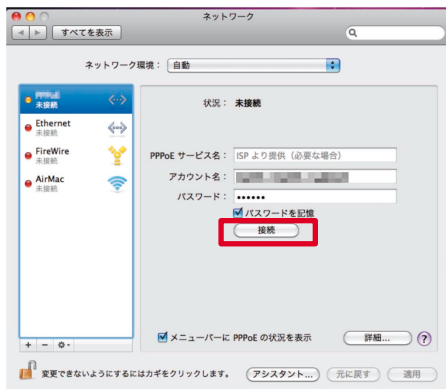 ネットワーク
すべてを表示
ネットワーク環境： 自動
PPPoE
未接続
Ethernet
未接続
FireWire
未接続
AirMac
未接続
状況： 未接続
PPPoE サービス名： ISP より提供（必要な場合）
アカウント名：
パスワード： ••••••
パスワードを記憶
接続
メニューバーに PPPoE の状況を表示
詳細...
?
変更できないようにするにはカギをクリックします。
アシスタント...
元に戻す
適用